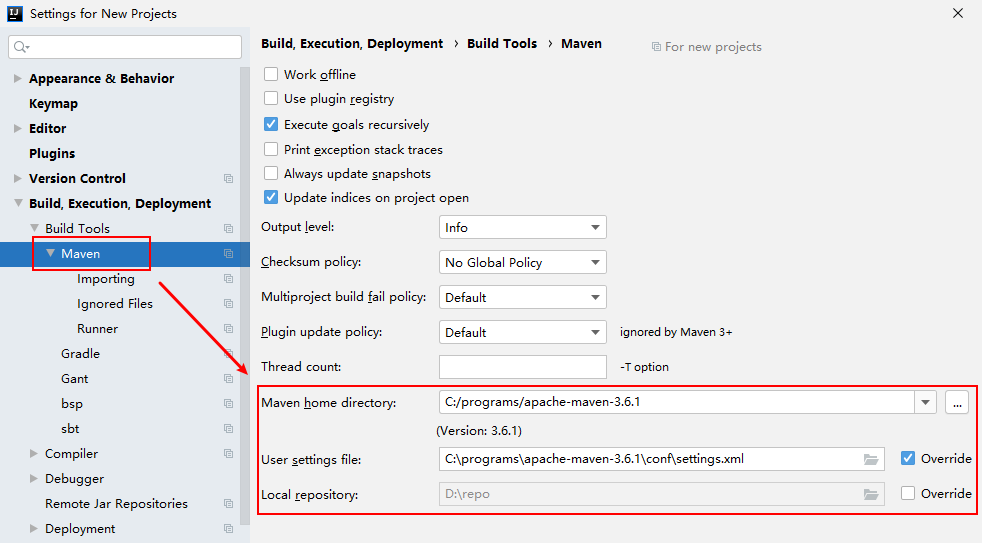 Settings for New Projects
Appearance & Behavior
Keymap
Editor
Plugins
Version Control
Build, Execution, Deployment
Build Tools
Maven
Importing
Ignored Files
Runner
Gradle
Gant
bsp
sbt
Compiler
Debugger
Remote Jar Repositories
Deployment
Build, Execution, Deployment › Build Tools › Maven For new projects
Work offline
Use plugin registry
Execute goals recursively
Print exception stack traces
Always update snapshots
Update indices on project open
Output level: Info
Checksum policy: No Global Policy
Multiproject build fail policy: Default
Plugin update policy: Default ignored by Maven 3+
Thread count: -T option
Maven home directory: C:/programs/apache-maven-3.6.1 ...
(Version: 3.6.1)
User settings file: C:\programs\apache-maven-3.6.1\conf\settings.xml Override
Local repository: D:\repo Override